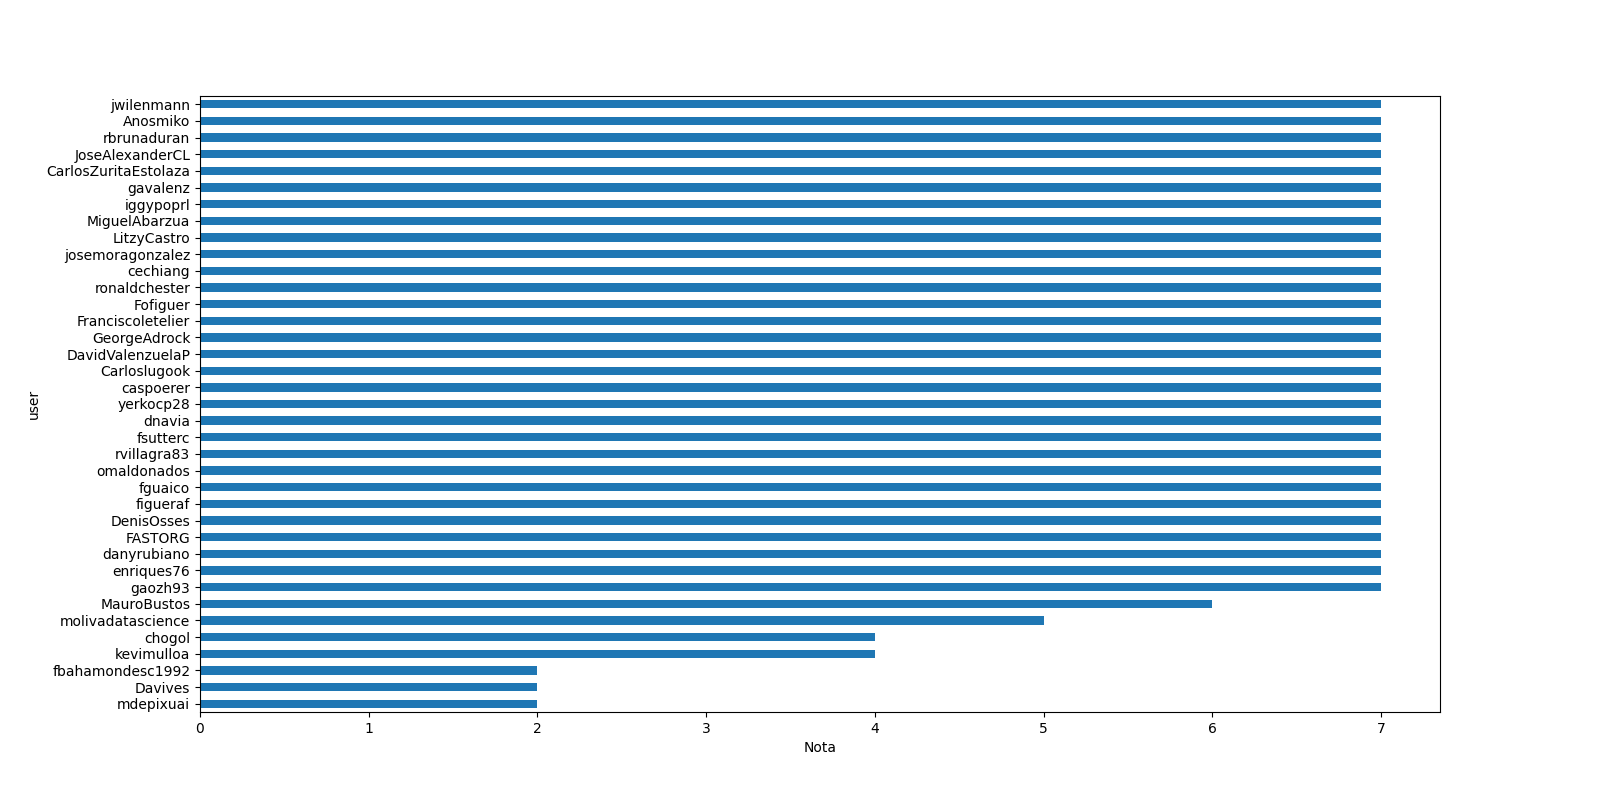 jwilenmann
Anosmiko
rbrunaduran
JoseAlexanderCL
CarlosZuritaEstolaza
gavalenz
iggypoprl
MiguelAbarzua
LitzyCastro
josemoragonzalez
cechiang
ronaldchester
Fofiguer
Franciscoletelier
GeorgeAdrock
DavidValenzuelaP
Carloslugook
caspoerer
yerkocp28
dnavia
fsutterc
rvillagra83
omaldonados
fguaico
figueraf
DenisOsses
FASTORG
danyrubiano
enriques76
gaozh93
MauroBustos
molivadatascience
chogol
kevimulloa
fbahamondesc1992
Davives
mdepixuai
user
0 1 2 3 4 5 6 7
Nota